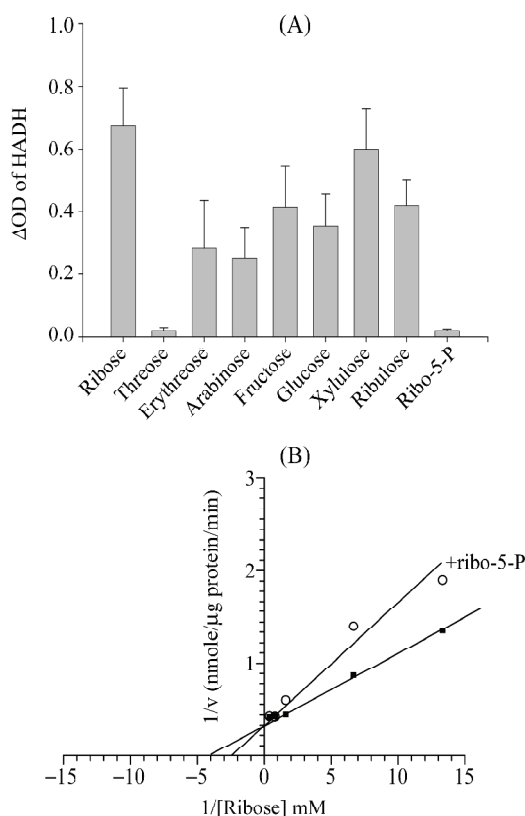 (A)
ΔOD of HADH
1.0
0.8
0.6
0.4
0.2
0.0
Ribose
Threose
Erythreose
Arabinose
Fructose
Glucose
Xylulose
Ribulose
Ribo-5-P
(B)
1/v (nmole/μg protein/min)
3
2
1
+ribo-5-P
−15
−10
−5
0
5
10
15
1/[Ribose] mM